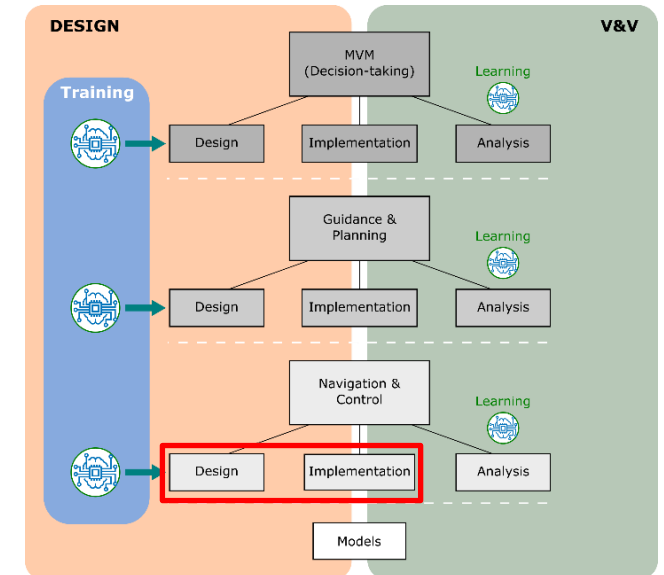 DESIGN
V&V
MVM
(Decision-taking)
Learning
Training
Design
Implementation
Analysis
Guidance &
Planning
Learning
Design
Implementation
Analysis
Navigation &
Control
Learning
Design
Implementation
Analysis
Models